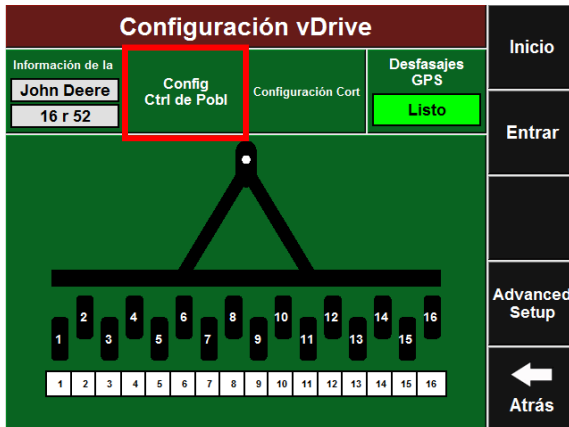 Configuración vDrive
Inicio
Información de la
John Deere
16 r 52
Config
Ctrl de Pobl
Configuración Cort
Desfasajes
GPS
Listo
Entrar
Advanced
Setup
Atrás
2 4 6 8 10 12 14 16
1 3 5 7 9 11 13 15
1 2 3 4 5 6 7 8 9 10 11 12 13 14 15 16